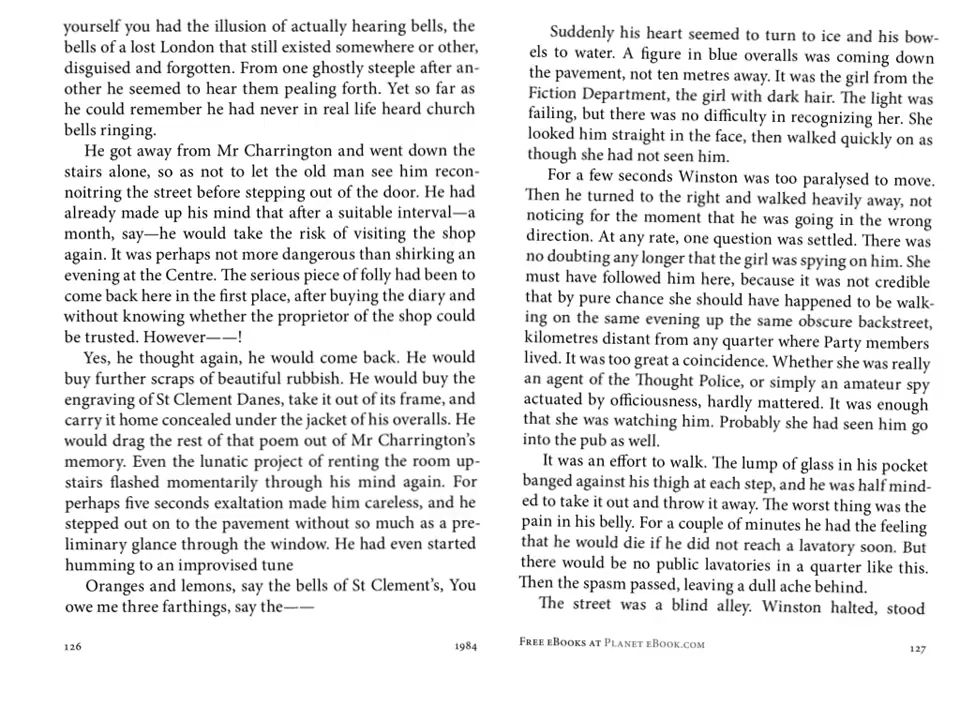 yourself you had the illusion of actually hearing bells, the
bells of a lost London that still existed somewhere or other,
disguised and forgotten. From one ghostly steeple after an-
other he seemed to hear them pealing forth. Yet so far as
he could remember he had never in real life heard church
bells ringing.
He got away from Mr Charrington and went down the
stairs alone, so as not to let the old man see him recon-
noitring the street before stepping out of the door. He had
already made up his mind that after a suitable interval—a
month, say—he would take the risk of visiting the shop
again. It was perhaps not more dangerous than shirking an
evening at the Centre. The serious piece of folly had been to
come back here in the first place, after buying the diary and
without knowing whether the proprietor of the shop could
be trusted. However——!
Yes, he thought again, he would come back. He would
buy further scraps of beautiful rubbish. He would buy the
engraving of St Clement Danes, take it out of its frame, and
carry it home concealed under the jacket of his overalls. He
would drag the rest of that poem out of Mr Charrington's
memory. Even the lunatic project of renting the room up-
stairs flashed momentarily through his mind again. For
perhaps five seconds exaltation made him careless, and he
stepped out on to the pavement without so much as a pre-
liminary glance through the window. He had even started
humming to an improvised tune
Oranges and lemons, say the bells of St Clement's, You
owe me three farthings, say the——
126
1984
Suddenly his heart seemed to turn to ice and his bow-
els to water. A figure in blue overalls was coming down
the pavement, not ten metres away. It was the girl from the
Fiction Department, the girl with dark hair. The light was
failing, but there was no difficulty in recognizing her. She
looked him straight in the face, then walked quickly on as
though she had not seen him.
For a few seconds Winston was too paralysed to move.
Then he turned to the right and walked heavily away, not
noticing for the moment that he was going in the wrong
direction. At any rate, one question was settled. There was
no doubting any longer that the girl was spying on him. She
must have followed him here, because it was not credible
that by pure chance she should have happened to be walk-
ing on the same evening up the same obscure backstreet,
kilometres distant from any quarter where Party members
lived. It was too great a coincidence. Whether she was really
an agent of the Thought Police, or simply an amateur spy
actuated by officiousness, hardly mattered. It was enough
that she was watching him. Probably she had seen him go
into the pub as well.
It was an effort to walk. The lump of glass in his pocket
banged against his thigh at each step, and he was half mind-
ed to take it out and throw it away. The worst thing was the
pain in his belly. For a couple of minutes he had the feeling
that he would die if he did not reach a lavatory soon. But
there would be no public lavatories in a quarter like this.
Then the spasm passed, leaving a dull ache behind.
The street was a blind alley. Winston halted, stood
Free eBooks at Planet eBook.com
127